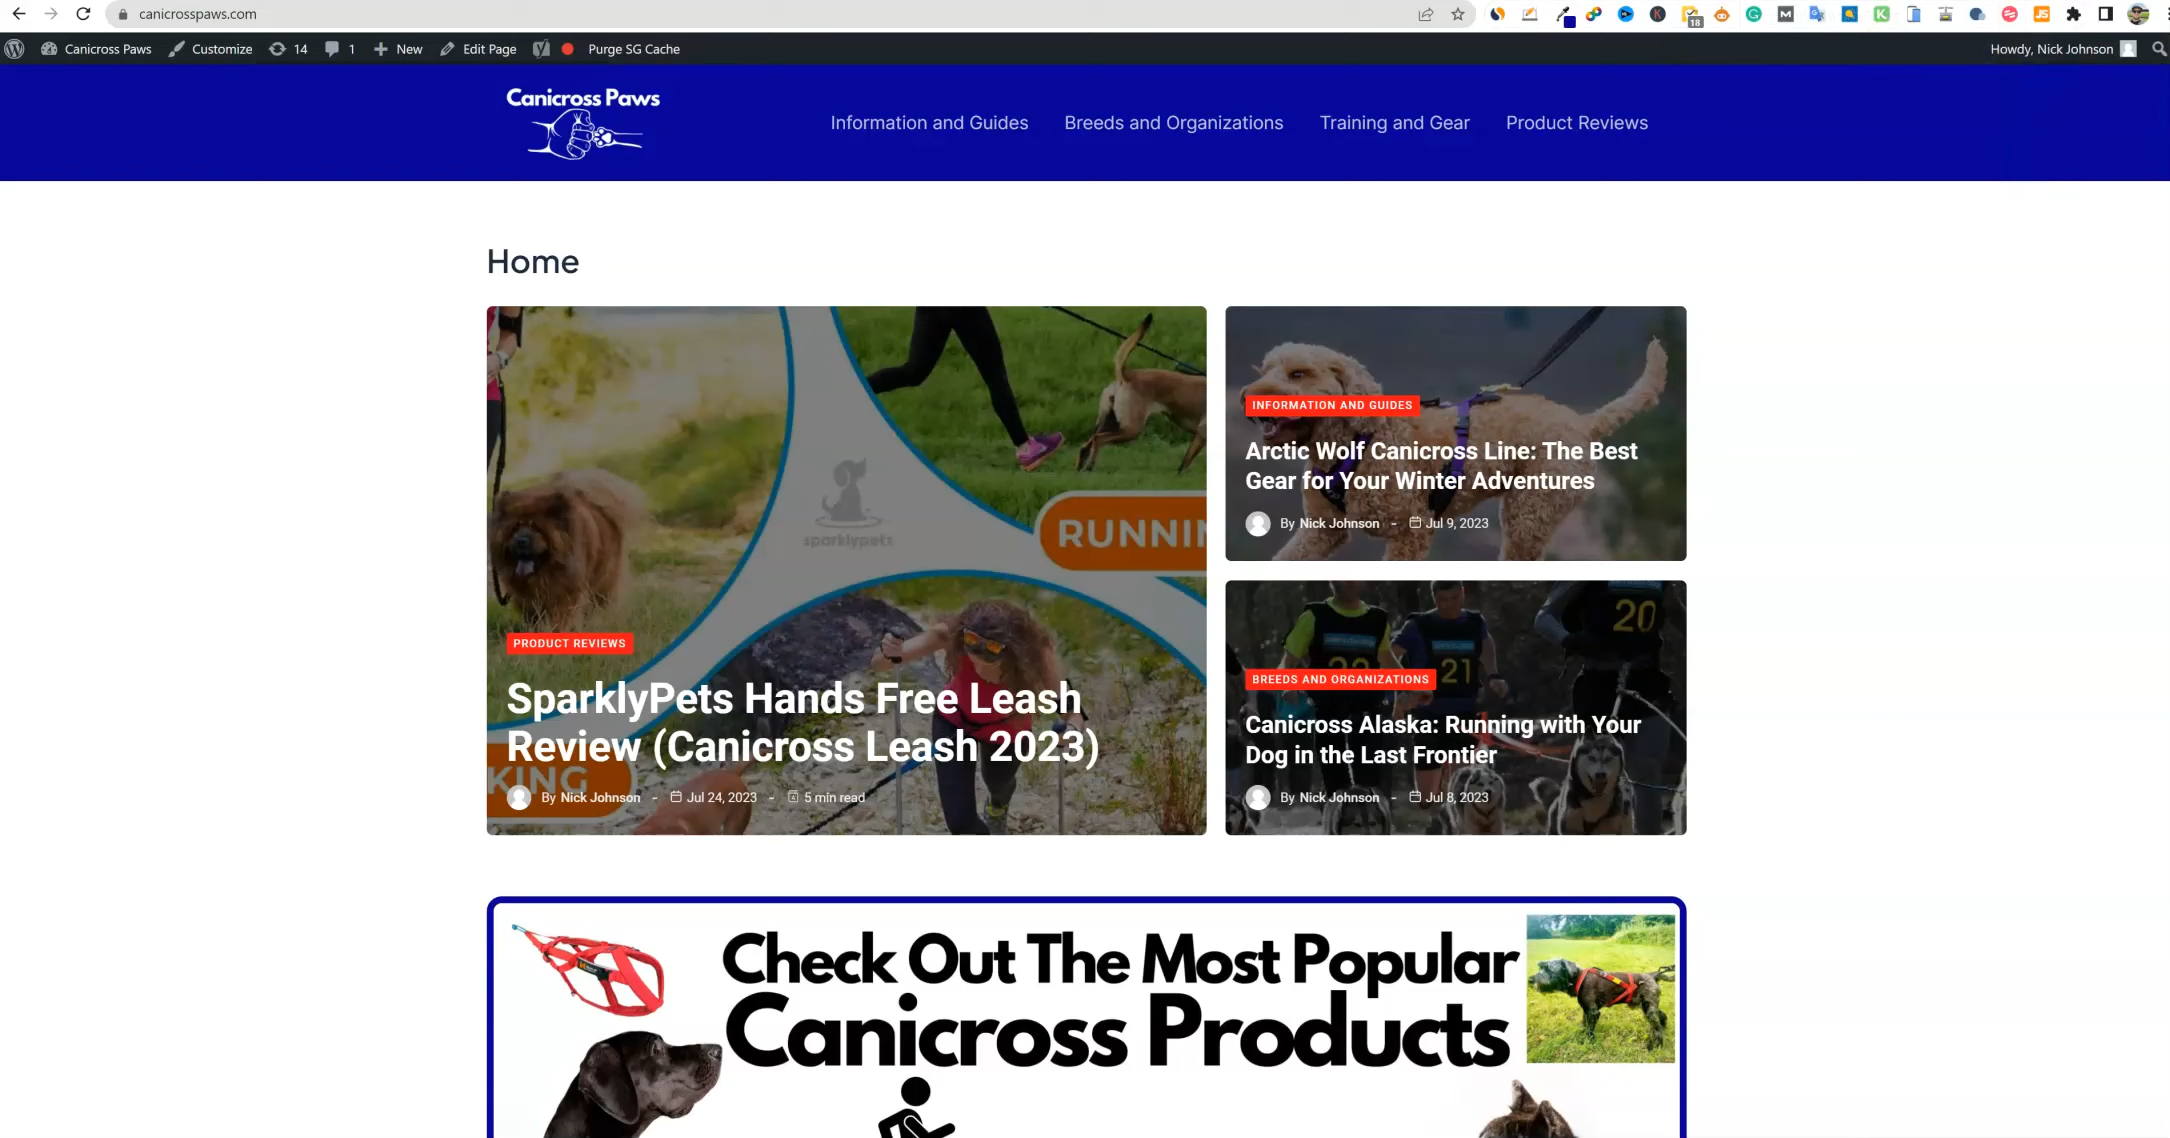 canicrosspaws.com
18
Canicross Paws
Customize
14
1
New
Edit Page
Purge SG Cache
Howdy, Nick Johnson
Canicross Paws
Information and Guides
Breeds and Organizations
Training and Gear
Product Reviews
Home
sparklypets
RUNNIN
KING
PRODUCT REVIEWS
SparklyPets Hands Free Leash
Review (Canicross Leash 2023)
By Nick Johnson - Jul 24, 2023 - 5 min read
INFORMATION AND GUIDES
Arctic Wolf Canicross Line: The Best
Gear for Your Winter Adventures
By Nick Johnson - Jul 9, 2023
20
21
BREEDS AND ORGANIZATIONS
Canicross Alaska: Running with Your
Dog in the Last Frontier
By Nick Johnson - Jul 8, 2023
Check Out The Most Popular
Canicross Products